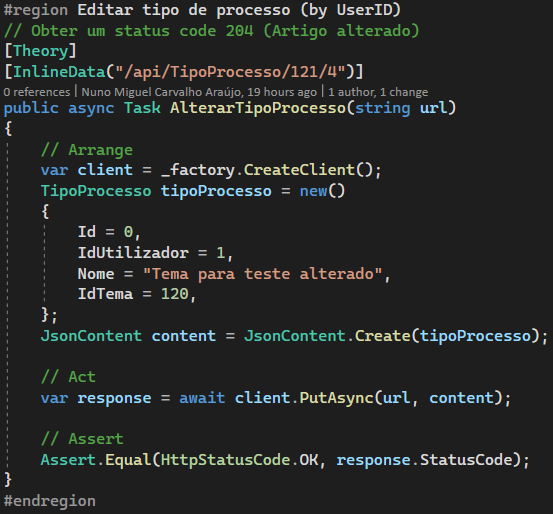 #region Editar tipo de processo (by UserID)
// Obter um status code 204 (Artigo alterado)
[Theory]
[InlineData("/api/TipoProcesso/121/4")]
0 references | Nuno Miguel Carvalho Araújo, 19 hours ago | 1 author, 1 change
public async Task AlterarTipoProcesso(string url)
{
// Arrange
var client = _factory.CreateClient();
TipoProcesso tipoProcesso = new()
{
Id = 0,
IdUtilizador = 1,
Nome = "Tema para teste alterado",
IdTema = 120,
};
JsonContent content = JsonContent.Create(tipoProcesso);
// Act
var response = await client.PutAsync(url, content);
// Assert
Assert.Equal(HttpStatusCode.OK, response.StatusCode);
}
#endregion